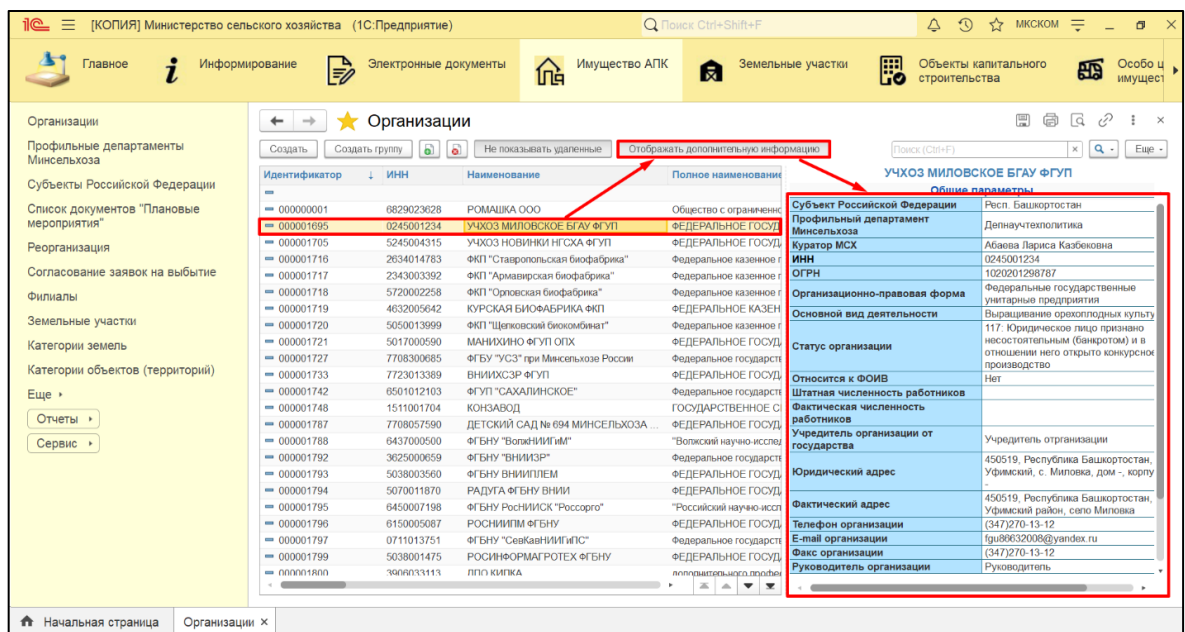 [КОПИЯ] Министерство сельского хозяйства (1С:Предприятие)
Поиск Ctrl+Shift+F
МКСКОМ
Главное
Информирование
Электронные документы
Имущество АПК
Земельные участки
Объекты капитального
строительства
Особо ц
имущест
Организации
Профильные департаменты
Минсельхоза
Субъекты Российской Федерации
Список документов "Плановые
мероприятия"
Реорганизация
Согласование заявок на выбытие
Филиалы
Земельные участки
Категории земель
Категории объектов (территорий)
Еще
Отчеты
Сервис
Организации
Создать
Создать группу
Не показывать удаленные
Отображать дополнительную информацию
Поиск (Ctrl+F)
Еще
Идентификатор ↓ ИНН Наименование Полное наименование
000000001 6829023628 РОМАШКА ООО Общество с ограниченно
000001695 0245001234 УЧХОЗ МИЛОВСКОЕ БГАУ ФГУП ФЕДЕРАЛЬНОЕ ГОСУД
000001705 5245004315 УЧХОЗ НОВИНКИ НГСХА ФГУП ФЕДЕРАЛЬНОЕ ГОСУД
000001716 2634014783 ФКП "Ставропольская биофабрика" Федеральное казенное п
000001717 2343003392 ФКП "Армавирская биофабрика" Федеральное казенное п
000001718 5720002258 ФКП "Орловская биофабрика" Федеральное казенное п
000001719 4632005642 КУРСКАЯ БИОФАБРИКА ФКП ФЕДЕРАЛЬНОЕ КАЗЕН
000001720 5050013999 ФКП "Щелковский биокомбинат" Федеральное казенное п
000001721 5017000590 МАНИХИНО ФГУП ОПХ ФЕДЕРАЛЬНОЕ ГОСУД
000001727 7708300685 ФГБУ "УСЗ" при Минсельхозе России Федеральное государств
000001733 7723013389 ВНИИХСЗР ФГУП ФЕДЕРАЛЬНОЕ ГОСУД
000001742 6501012103 ФГУП "САХАЛИНСКОЕ" Федеральное государств
000001748 1511001704 КОНЗАВОД ГОСУДАРСТВЕННОЕ С
000001787 7708057590 ДЕТСКИЙ САД № 694 МИНСЕЛЬХОЗА ... ФЕДЕРАЛЬНОЕ ГОСУД
000001788 6437000500 ФГБНУ "ВолжНИИГиМ" "Волжский научно-исслед
000001792 3625000659 ФГБНУ "ВНИИЗР" Федеральное государств
000001793 5038003560 ФГБНУ ВНИИПЛЕМ ФЕДЕРАЛЬНОЕ ГОСУД
000001794 5070011870 РАДУГА ФГБНУ ВНИИ ФЕДЕРАЛЬНОЕ ГОСУД
000001795 6450007198 ФГБНУ РосНИИСК "Россорго" "Российский научно-иссл
000001796 6150005087 РОСНИИПМ ФГБНУ ФЕДЕРАЛЬНОЕ ГОСУД
000001797 0711013751 ФГБНУ "СевКавНИИГиПС" Федеральное государств
000001799 5038001475 РОСИНФОРМАГРОТЕХ ФГБНУ ФЕДЕРАЛЬНОЕ ГОСУД
000001800 3906033113 ДПО КИПКА дополнительного профес
УЧХОЗ МИЛОВСКОЕ БГАУ ФГУП
Общие параметры
Субъект Российской Федерации Респ. Башкортостан
Профильный департамент
Минсельхоза
Депнаучтехполитика
Куратор МСХ Абаева Лариса Казбековна
ИНН 0245001234
ОГРН 1020201298787
Организационно-правовая форма
Федеральные государственные
унитарные предприятия
Основной вид деятельности Выращивание орехоплодных культу
Статус организации
117: Юридическое лицо признано
несостоятельным (банкротом) и в
отношении него открыто конкурсное
производство
Относится к ФОИВ Нет
Штатная численность работников
Фактическая численность
работников
Учредитель организации от
государства
Учредитель отрганизации
Юридический адрес
450519, Республика Башкортостан,
Уфимский, с. Миловка, дом -, корпу
-
Фактический адрес
450519, Республика Башкортостан,
Уфимский район, село Миловка
Телефон организации (347)270-13-12
E-mail организации fgu86632008@yandex.ru
Факс организации (347)270-13-12
Руководитель организации Руководитель
Начальная страница
Организации ×